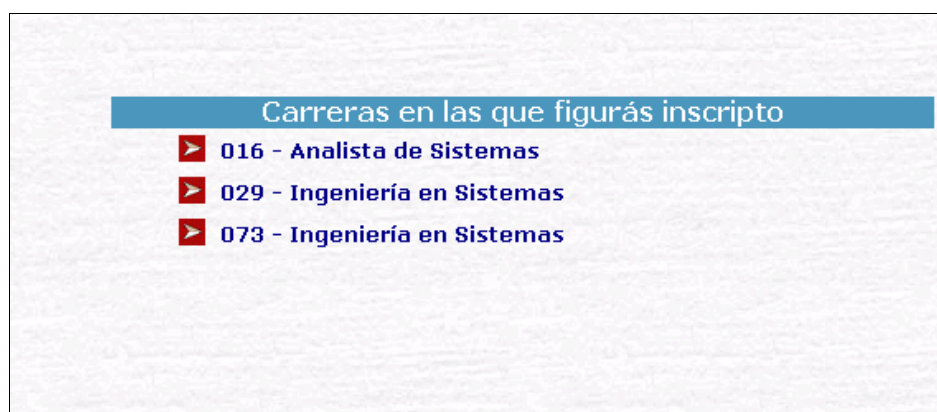 Carreras en las que figurás inscripto
016 - Analista de Sistemas
029 - Ingeniería en Sistemas
073 - Ingeniería en Sistemas